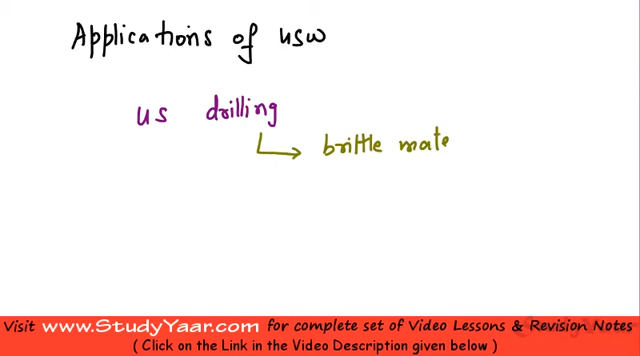 Applications of usw
us drilling
brittle mate
Visit www.StudyYaar.com for complete set of Video Lessons & Revision Notes
( Click on the Link in the Video Description given below )